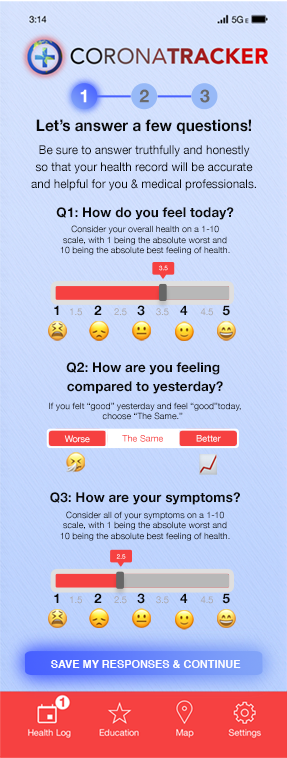 3:14
5G E
CORONATRACKER
1 2 3
Let's answer a few questions!
Be sure to answer truthfully and honestly
so that your health record will be accurate
and helpful for you & medical professionals.
Q1: How do you feel today?
Consider your overall health on a 1-10
scale, with 1 being the absolute worst and
10 being the absolute best feeling of health.
3.5
1 1.5 2 2.5 3 3.5 4 4.5 5
Q2: How are you feeling
compared to yesterday?
If you felt “good” yesterday and feel “good”today,
choose “The Same.”
Worse The Same Better
Q3: How are your symptoms?
Consider all of your symptoms on a 1-10
scale, with 1 being the absolute worst and
10 being the absolute best feeling of health.
2.5
1 1.5 2 2.5 3 3.5 4 4.5 5
SAVE MY RESPONSES & CONTINUE
1
Health Log Education Map Settings